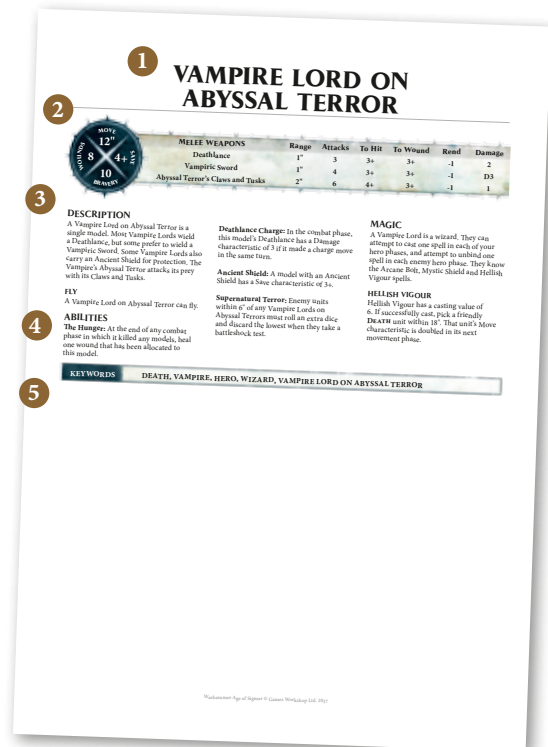 1
VAMPIRE LORD ON
ABYSSAL TERROR
2
MOVE
12"
WOUNDS
8
4+
SAVE
10
BRAVERY
MELEE WEAPONS Range Attacks To Hit To Wound Rend Damage
Deathlance 1" 3 3+ 3+ -1 2
Vampiric Sword 1" 4 3+ 3+ -1 D3
Abyssal Terror's Claws and Tusks 2" 6 4+ 3+ -1 1
3
DESCRIPTION
A Vampire Lord on Abyssal Terror is a
single model. Most Vampire Lords wield
a Deathlance, but some prefer to wield a
Vampiric Sword. Some Vampire Lords also
carry an Ancient Shield for protection. The
Vampire's Abyssal Terror attacks its prey
with its Claws and Tusks.
FLY
A Vampire Lord on Abyssal Terror can fly.
4
ABILITIES
The Hunger: At the end of any combat
phase in which it killed any models, heal
one wound that has been allocated to
this model.
Deathlance Charge: In the combat phase,
this model's Deathlance has a Damage
characteristic of 3 if it made a charge move
in the same turn.
Ancient Shield: A model with an Ancient
Shield has a Save characteristic of 3+.
Supernatural Terror: Enemy units
within 6" of any Vampire Lords on
Abyssal Terrors must roll an extra dice
and discard the lowest when they take a
battleshock test.
MAGIC
A Vampire Lord is a wizard. They can
attempt to cast one spell in each of your
hero phases, and attempt to unbind one
spell in each enemy hero phase. They know
the Arcane Bolt, Mystic Shield and Hellish
Vigour spells.
HELLISH VIGOUR
Hellish Vigour has a casting value of
6. If successfully cast, pick a friendly
DEATH unit within 18". That unit's Move
characteristic is doubled in its next
movement phase.
5
KEYWORDS DEATH, VAMPIRE, HERO, WIZARD, VAMPIRE LORD ON ABYSSAL TERROR
Warhammer Age of Sigmar © Games Workshop Ltd. 2017